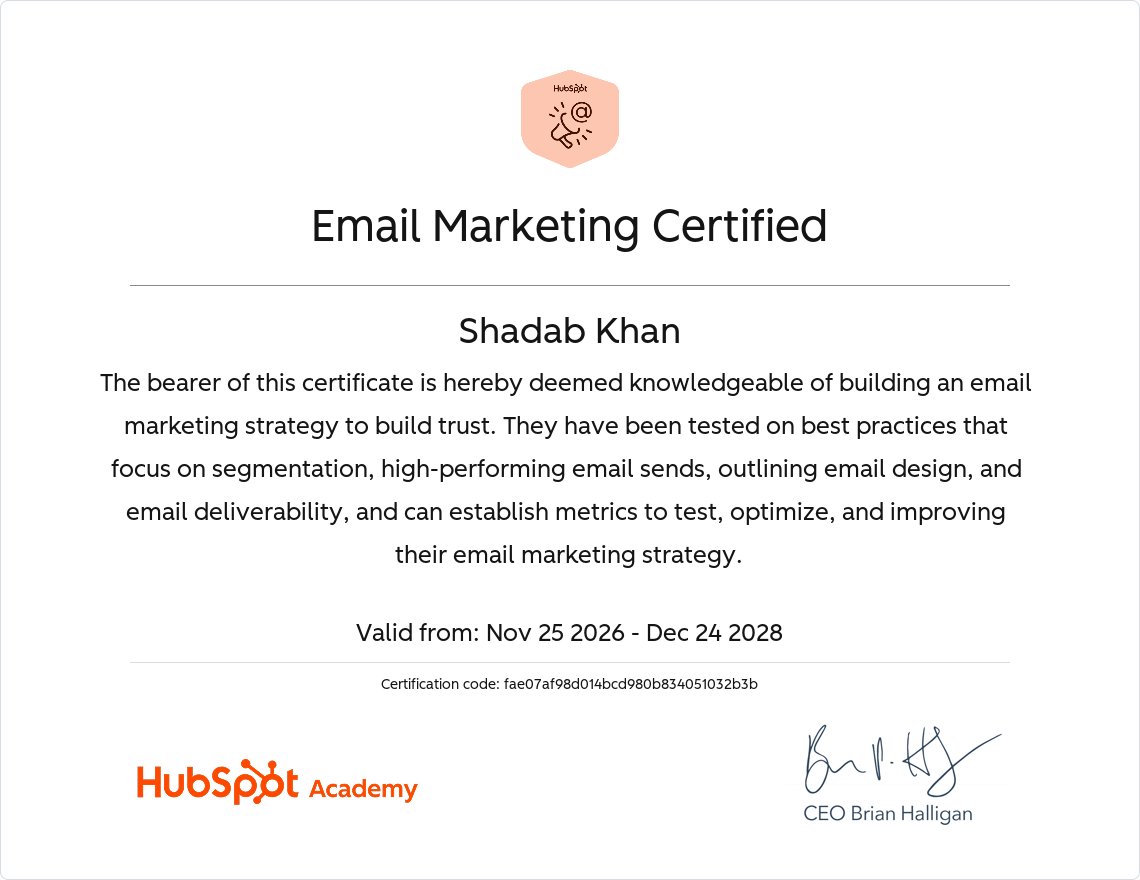 HubSpot
@
Email Marketing Certified
Shadab Khan
The bearer of this certificate is hereby deemed knowledgeable of building an email
marketing strategy to build trust. They have been tested on best practices that
focus on segmentation, high-performing email sends, outlining email design, and
email deliverability, and can establish metrics to test, optimize, and improving
their email marketing strategy.
Valid from: Nov 25 2026 - Dec 24 2028
Certification code: fae07af98d014bcd980b834051032b3b
HubSpot Academy
CEO Brian Halligan